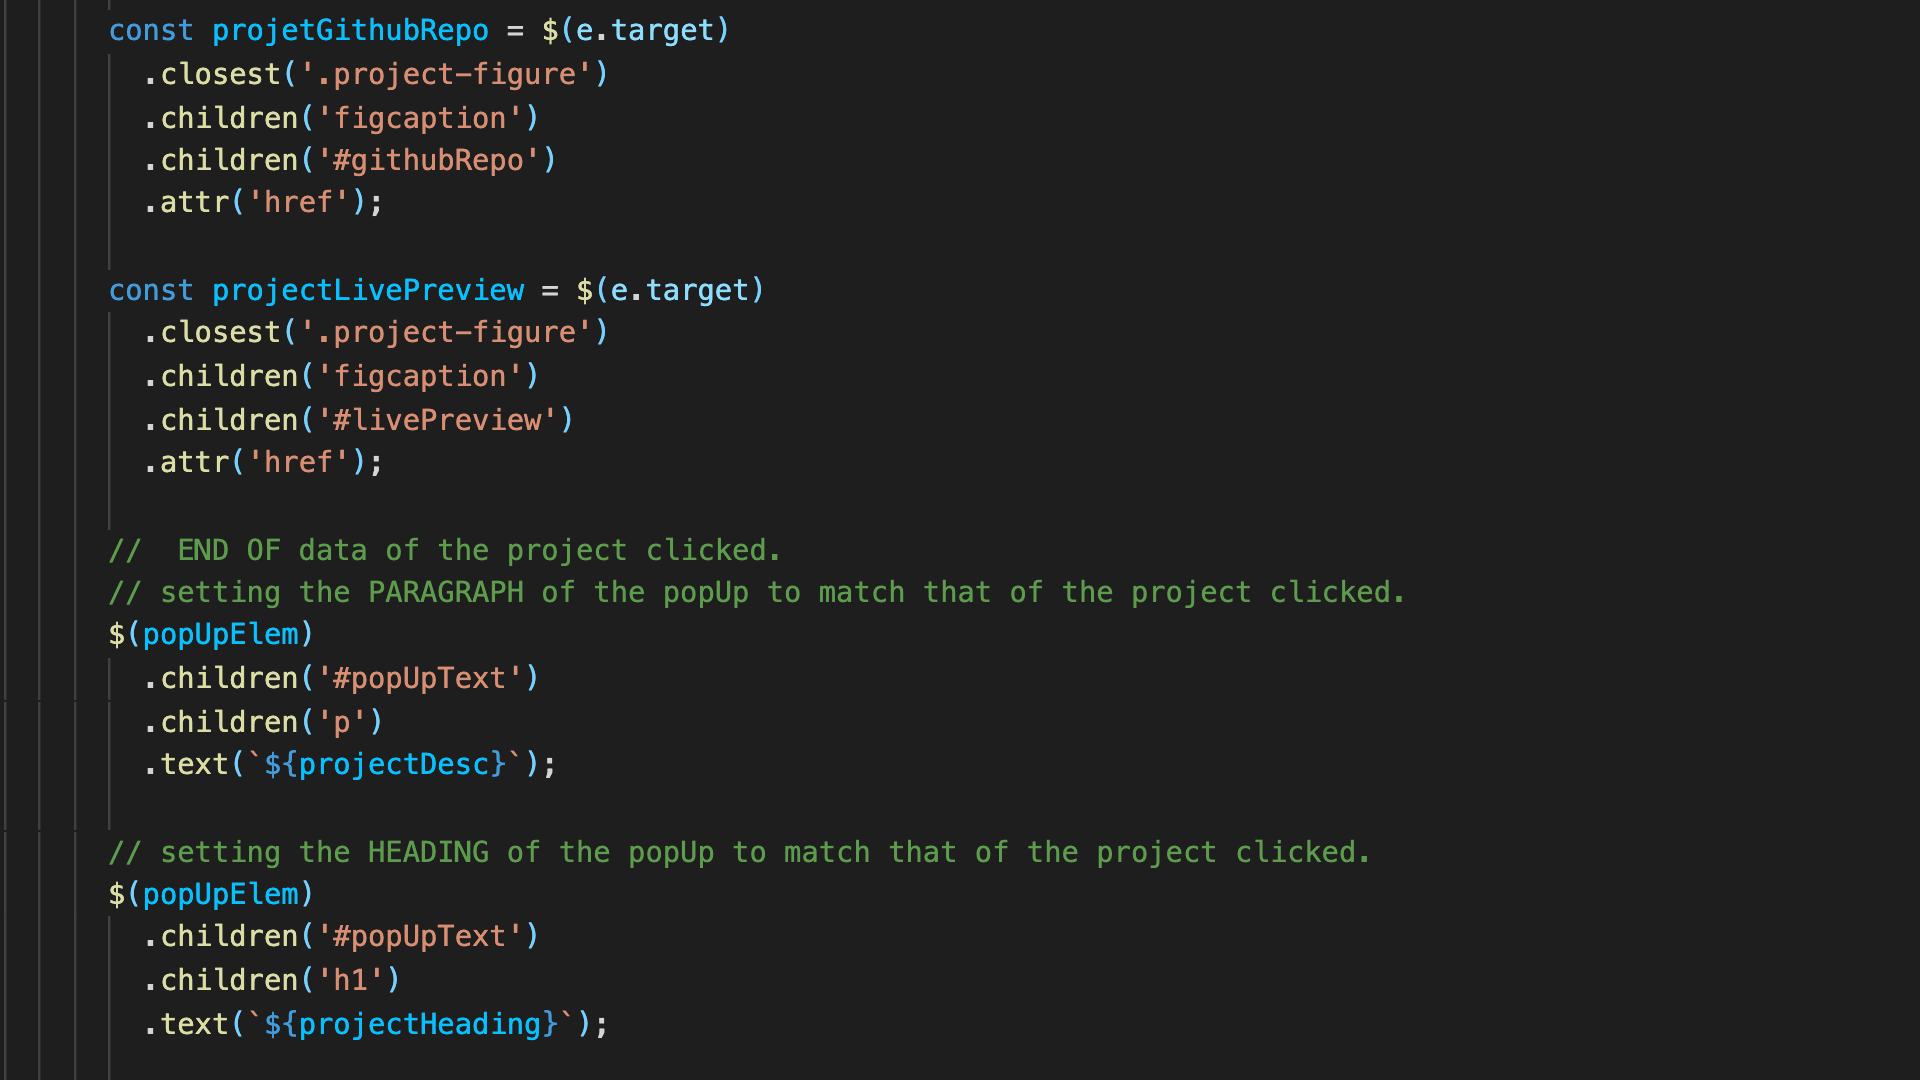 const projetGithubRepo = $(e.target)
.closest('.project-figure')
.children('figcaption')
.children('#githubRepo')
.attr('href');
const projectLivePreview = $(e.target)
.closest('.project-figure')
.children('figcaption')
.children('#livePreview')
.attr('href');
//  END OF data of the project clicked.
// setting the PARAGRAPH of the popUp to match that of the project clicked.
$(popUpElem)
.children('#popUpText')
.children('p')
.text(`${projectDesc}`);
// setting the HEADING of the popUp to match that of the project clicked.
$(popUpElem)
.children('#popUpText')
.children('h1')
.text(`${projectHeading}`);